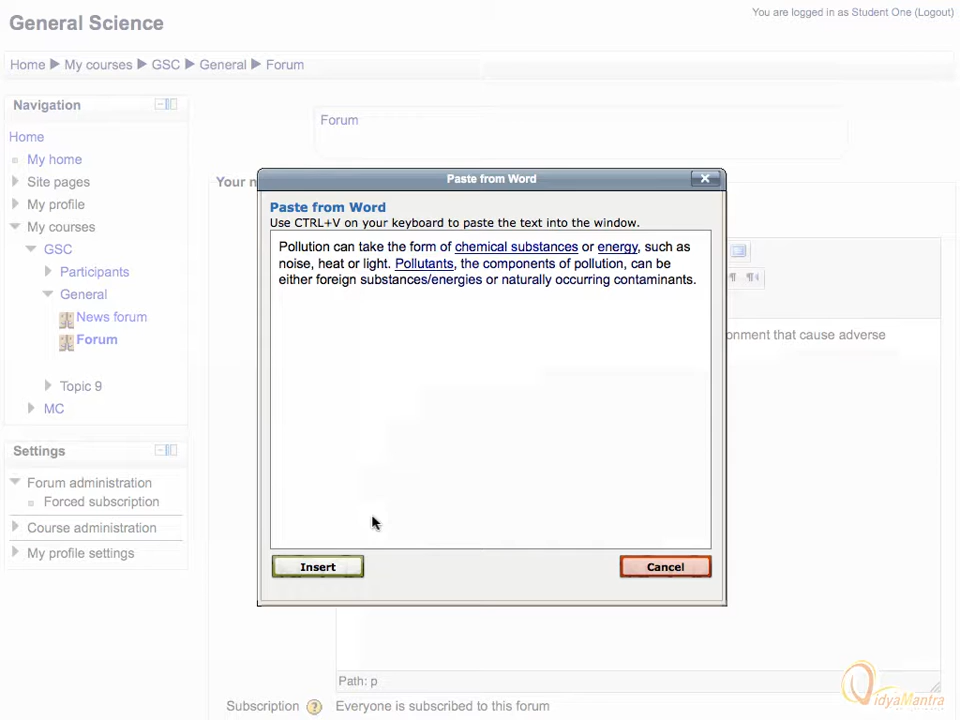 General Science
You are logged in as Student One (Logout)
Home ▶ My courses ▶ GSC ▶ General ▶ Forum
Navigation
Home
My home
Site pages
My profile
My courses
GSC
Participants
General
News forum
Forum
Topic 9
MC
Settings
Forum administration
Forced subscription
Course administration
My profile settings
Forum
Your n
Paste from Word
Paste from Word
Use CTRL+V on your keyboard to paste the text into the window.
Pollution can take the form of chemical substances or energy, such as
noise, heat or light. Pollutants, the components of pollution, can be
either foreign substances/energies or naturally occurring contaminants.
Insert
Cancel
onment that cause adverse
Path: p
Subscription
Everyone is subscribed to this forum
VidyaMantra